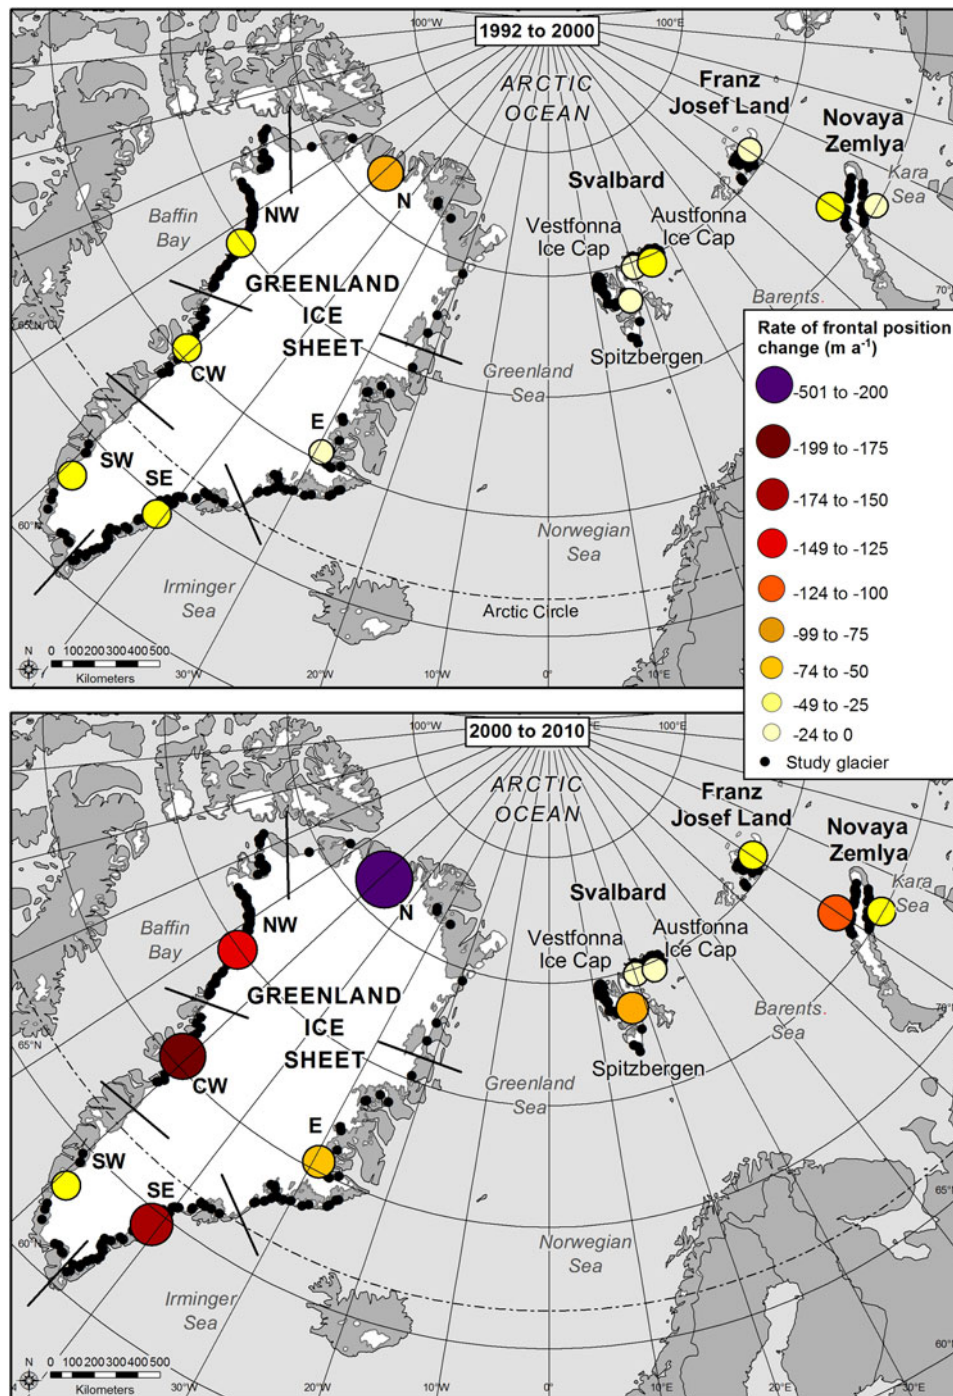 100°W
1992 to 2000
100°E
ARCTIC
OCEAN
Franz
Josef Land
Novaya
Zemlya
Kara
Sea
Svalbard
Vestfonna
Ice Cap
Austfonna
Ice Cap
Baffin
Bay
NW
N
GREENLAND
ICE
SHEET
Barents
70°
65°N
CW
Greenland
Sea
Spitzbergen
E
SW
SE
60°N
Norwegian
Sea
Irminger
Sea
Arctic Circle
N
0 100 200 300 400 500
Kilometers
30°W
20°W
10°W
0°
10°E
Rate of frontal position
change (m a-1)
-501 to -200
-199 to -175
-174 to -150
-149 to -125
-124 to -100
-99 to -75
-74 to -50
-49 to -25
-24 to 0
Study glacier
100°W
2000 to 2010
100°E
ARCTIC
OCEAN
Franz
Josef Land
Novaya
Zemlya
Kara
Sea
Svalbard
Vestfonna
Ice Cap
Austfonna
Ice Cap
Baffin
Bay
NW
N
GREENLAND
ICE
SHEET
Barents
Sea
70°N
65°N
CW
Greenland
Sea
Spitzbergen
E
SW
SE
65°N
60°N
Norwegian
Sea
Irminger
Sea
60°N
N
0 100 200 300 400 500
Kilometers
30°W
20°W
10°W
0°
10°E
20°E
30°E